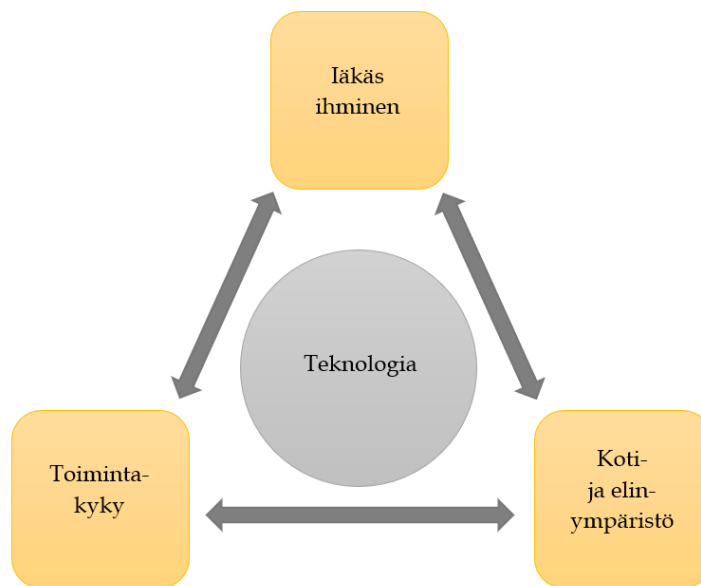 Iäkäs
ihminen
Teknologia
Toiminta-
kyky
Koti-
ja elin-
ympäristö